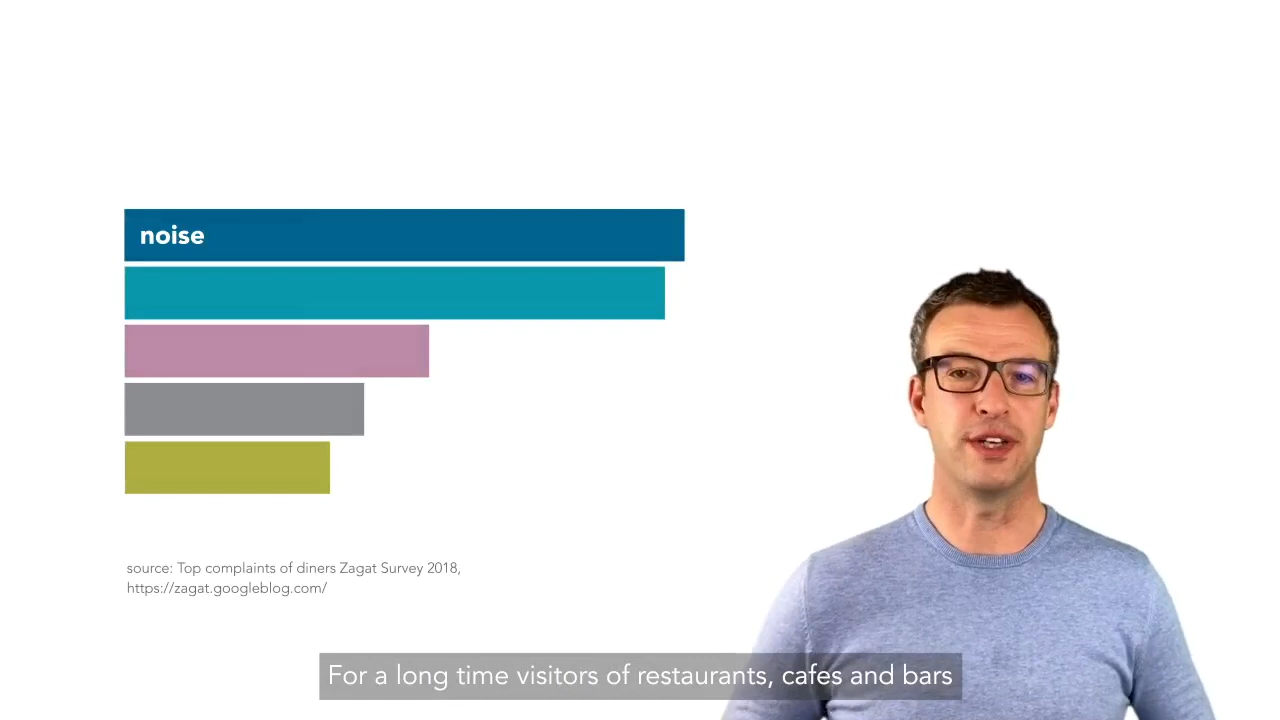 noise
source: Top complaints of diners Zagat Survey 2018,
https://zagat.googleblog.com/
For a long time visitors of restaurants, cafes and bars